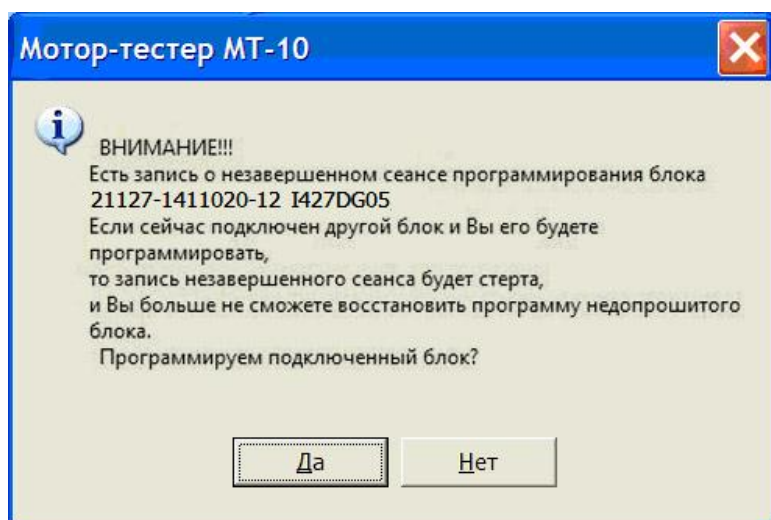 Мотор-тестер МТ-10
ВНИМАНИЕ!!!
Есть запись о незавершенном сеансе программирования блока
21127-1411020-12 I427DG05
Если сейчас подключен другой блок и Вы его будете
программировать,
то запись незавершенного сеанса будет стерта,
и Вы больше не сможете восстановить программу недопрошитого
блока.
Программируем подключенный блок?
Да
Нет